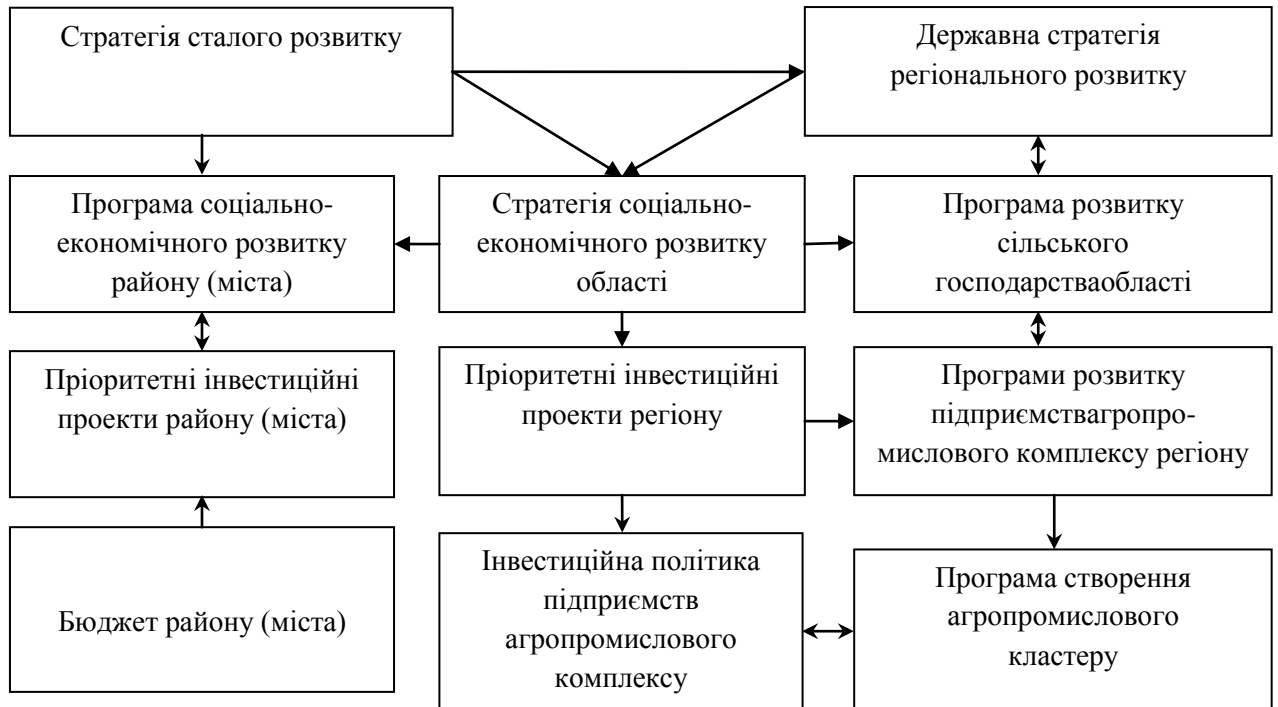 Стратегія сталого розвитку
Державна стратегія
регіонального розвитку
Програма соціально-
економічного розвитку
району (міста)
Стратегія соціально-
економічного розвитку
області
Програма розвитку
сільського
господарстваобласті
Пріоритетні інвестиційні
проекти району (міста)
Пріоритетні інвестиційні
проекти регіону
Програми розвитку
підприємствагропро-
мислового комплексу регіону
Бюджет району (міста)
Інвестиційна політика
підприємств
агропромислового
комплексу
Програма створення
агропромислового
кластеру